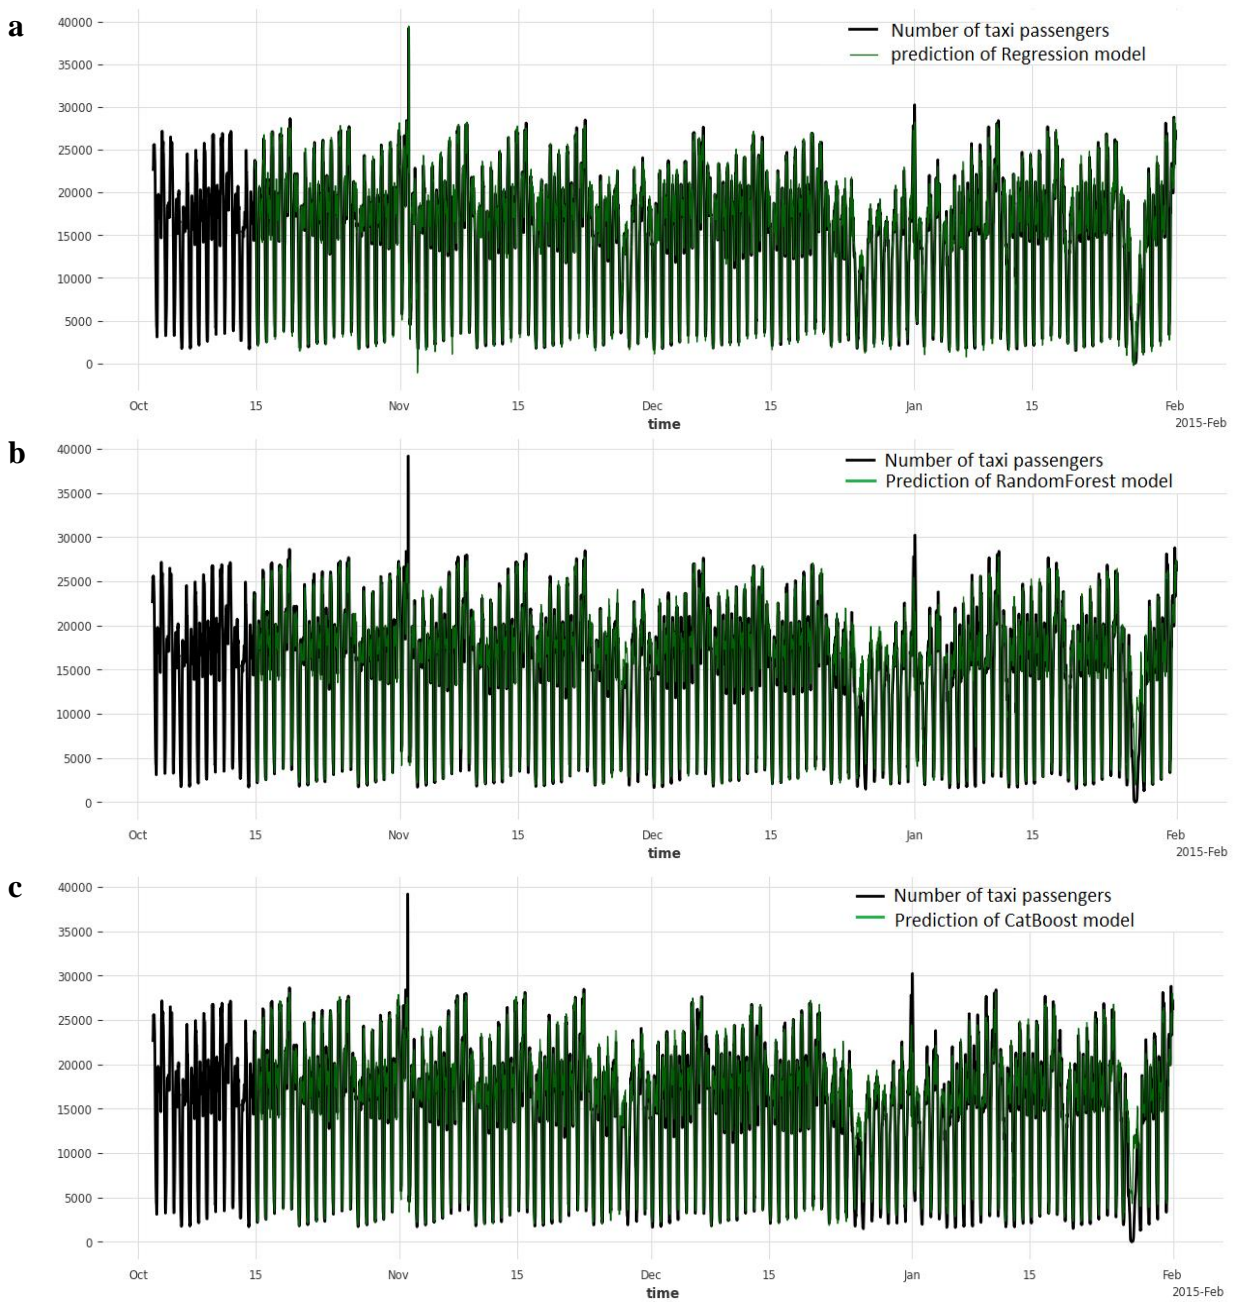 a
40000
35000
30000
25000
20000
15000
10000
5000
0
Number of taxi passengers
prediction of Regression model
Oct 15 Nov 15 Dec 15 Jan 15 Feb
time
2015-Feb
b
40000
35000
30000
25000
20000
15000
10000
5000
0
Number of taxi passengers
Prediction of RandomForest model
Oct 15 Nov 15 Dec 15 Jan 15 Feb
time
2015-Feb
c
40000
35000
30000
25000
20000
15000
10000
5000
0
Number of taxi passengers
Prediction of CatBoost model
Oct 15 Nov 15 Dec 15 Jan 15 Feb
time
2015-Feb